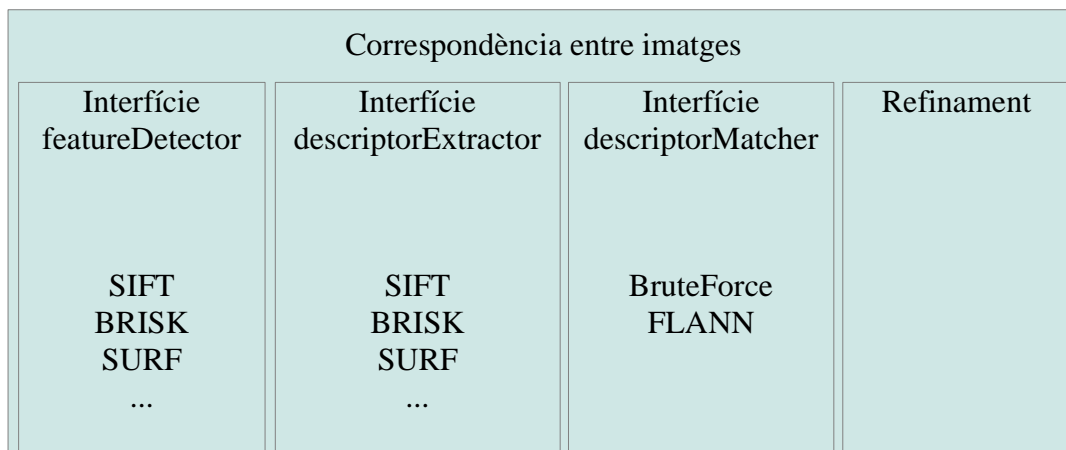 Correspondència entre imatges
Interfície
featureDetector
SIFT
BRISK
SURF
...
Interfície
descriptorExtractor
SIFT
BRISK
SURF
...
Interfície
descriptorMatcher
BruteForce
FLANN
Refinament